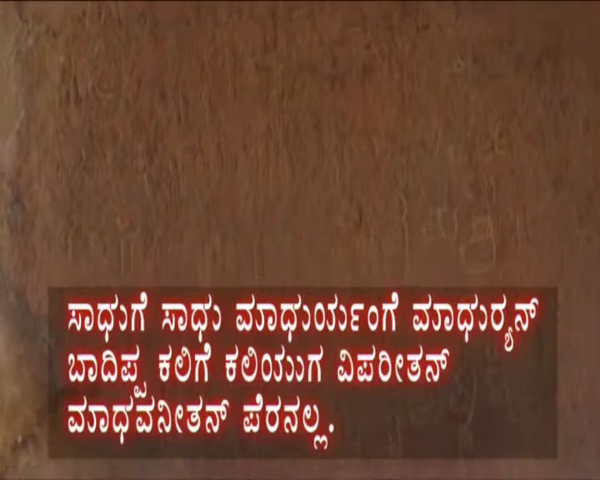 ಸಾಧುಗೆ ಸಾಧು ಮಾಧುರ್ಯಂಗೆ ಮಾಧುರ‍್ಯನ್
ಬಾದಿಪ್ಪ ಕಲಿಗೆ ಕಲಿಯುಗ ವಿಪರೀತನ್
ಮಾಧವನೀತನ್ ಪೆರನಲ್ಲ.